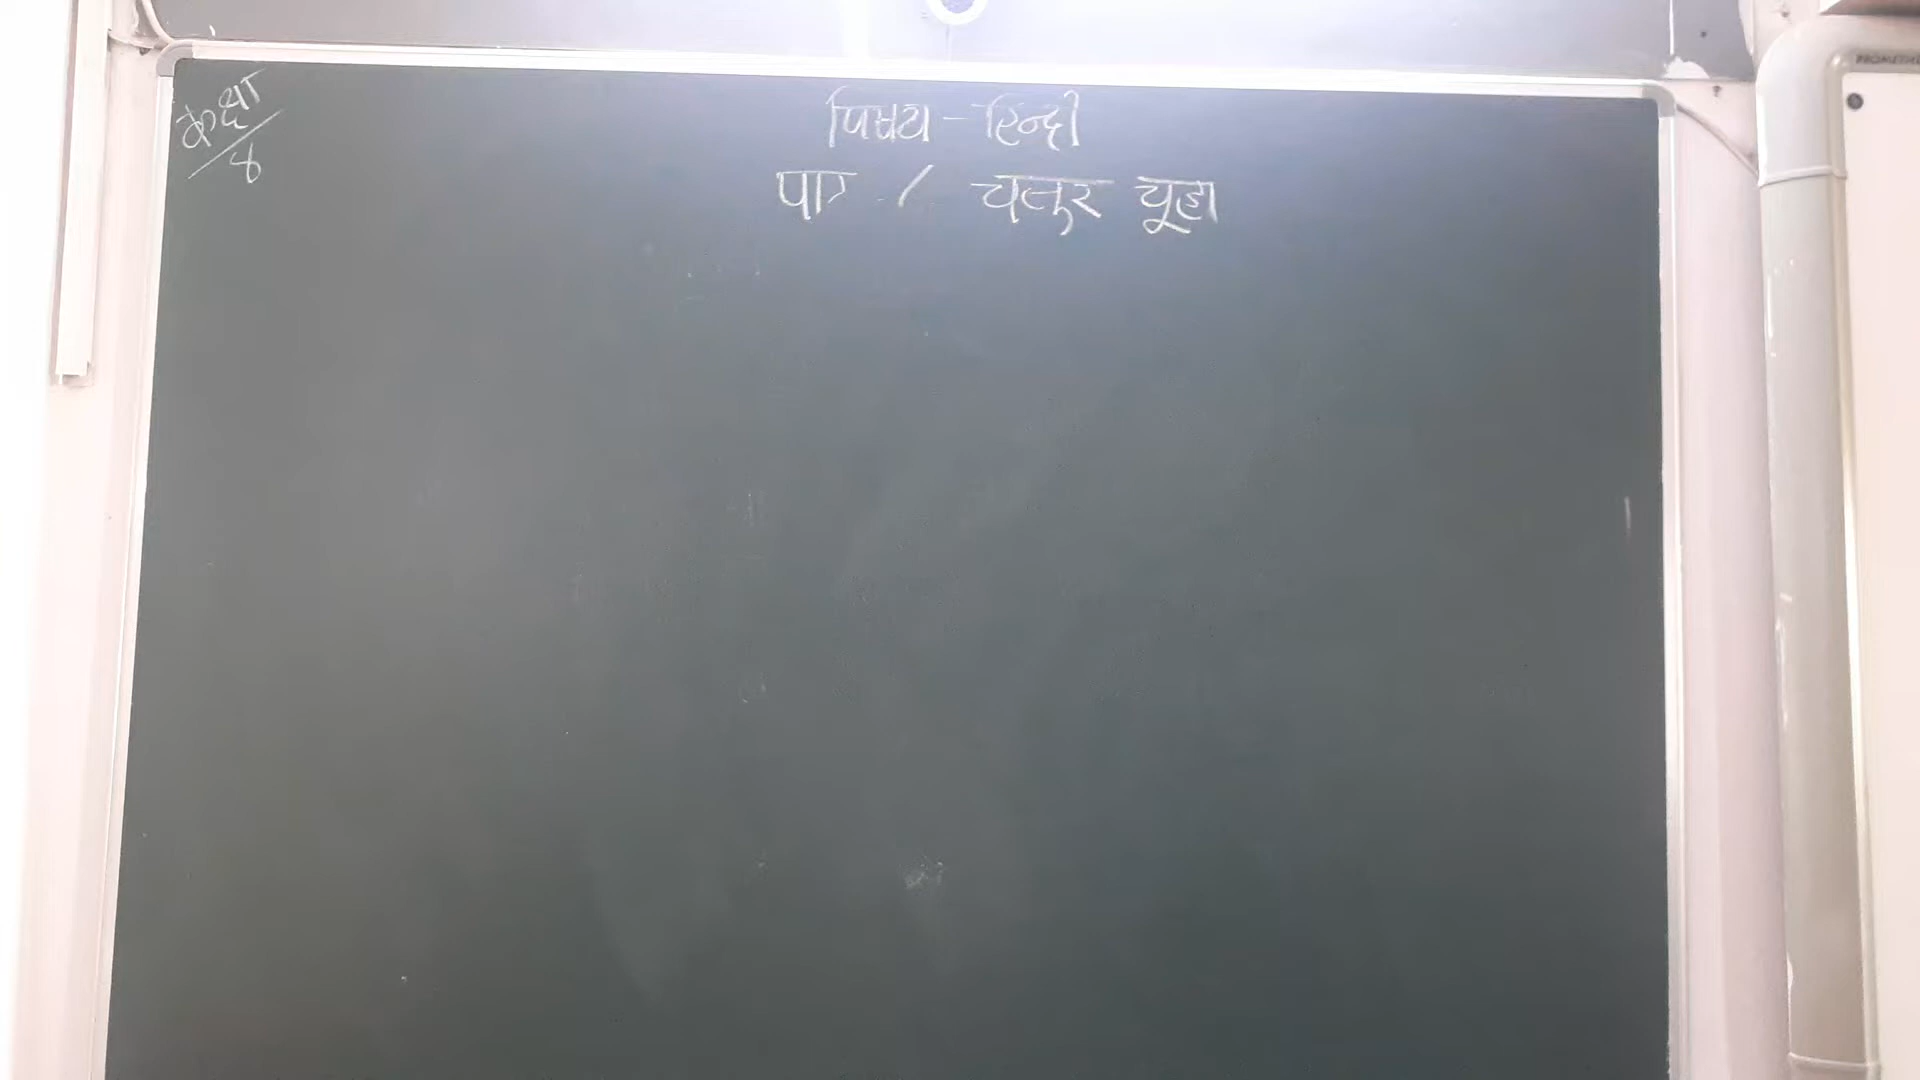 कक्षा
8
विषय - हिन्दी
पाठ - 1 चतुर चूहा